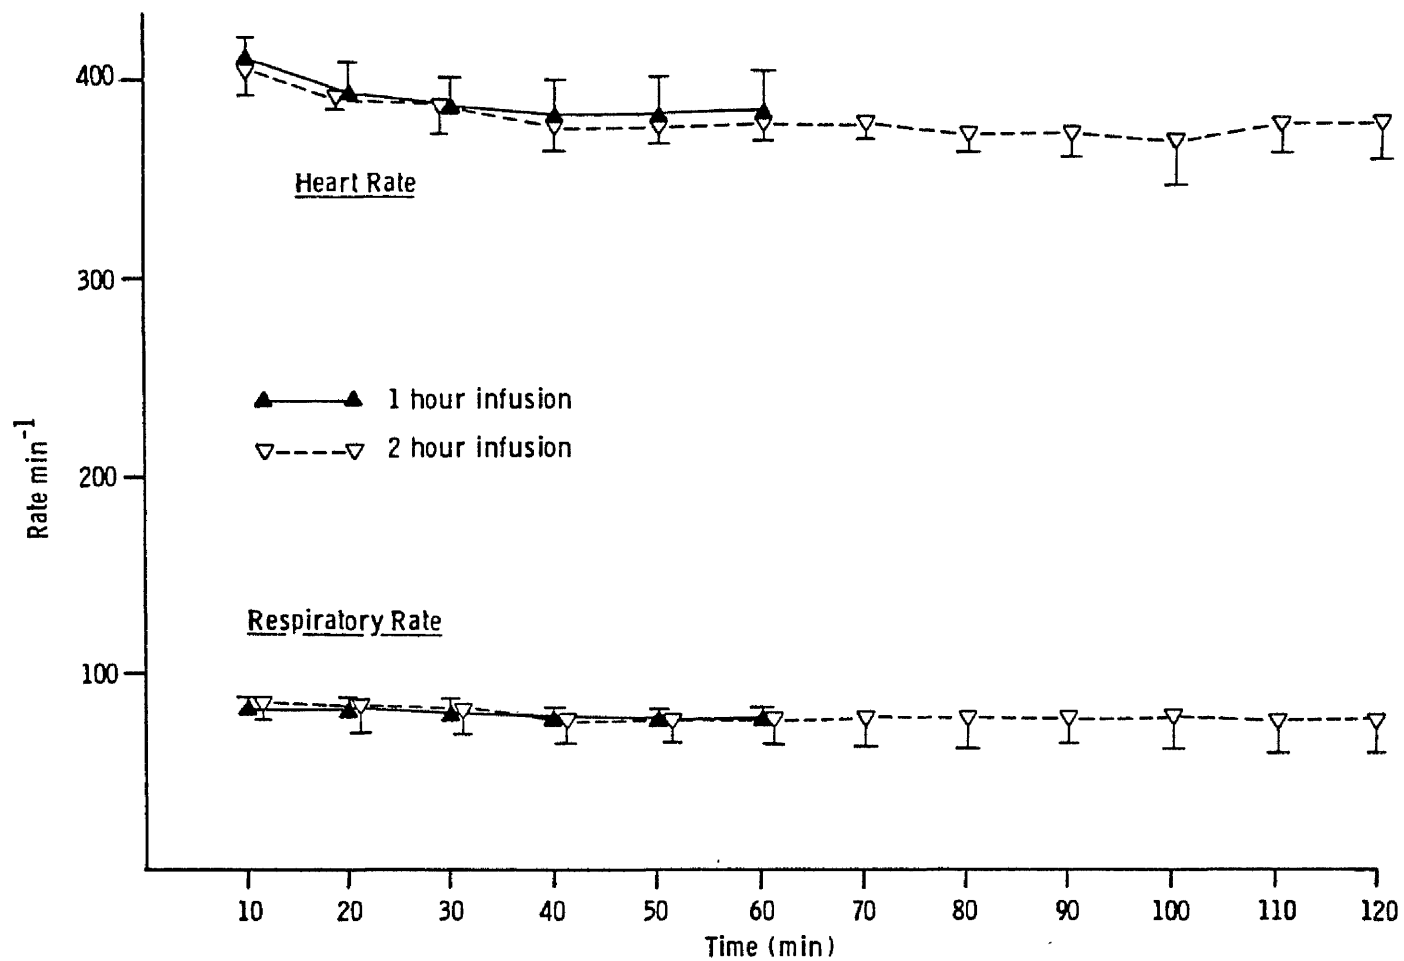 400
Heart Rate
300
1 hour infusion
2 hour infusion
200
Rate min⁻¹
Respiratory Rate
100
10 20 30 40 50 60 70 80 90 100 110 120
Time (min)